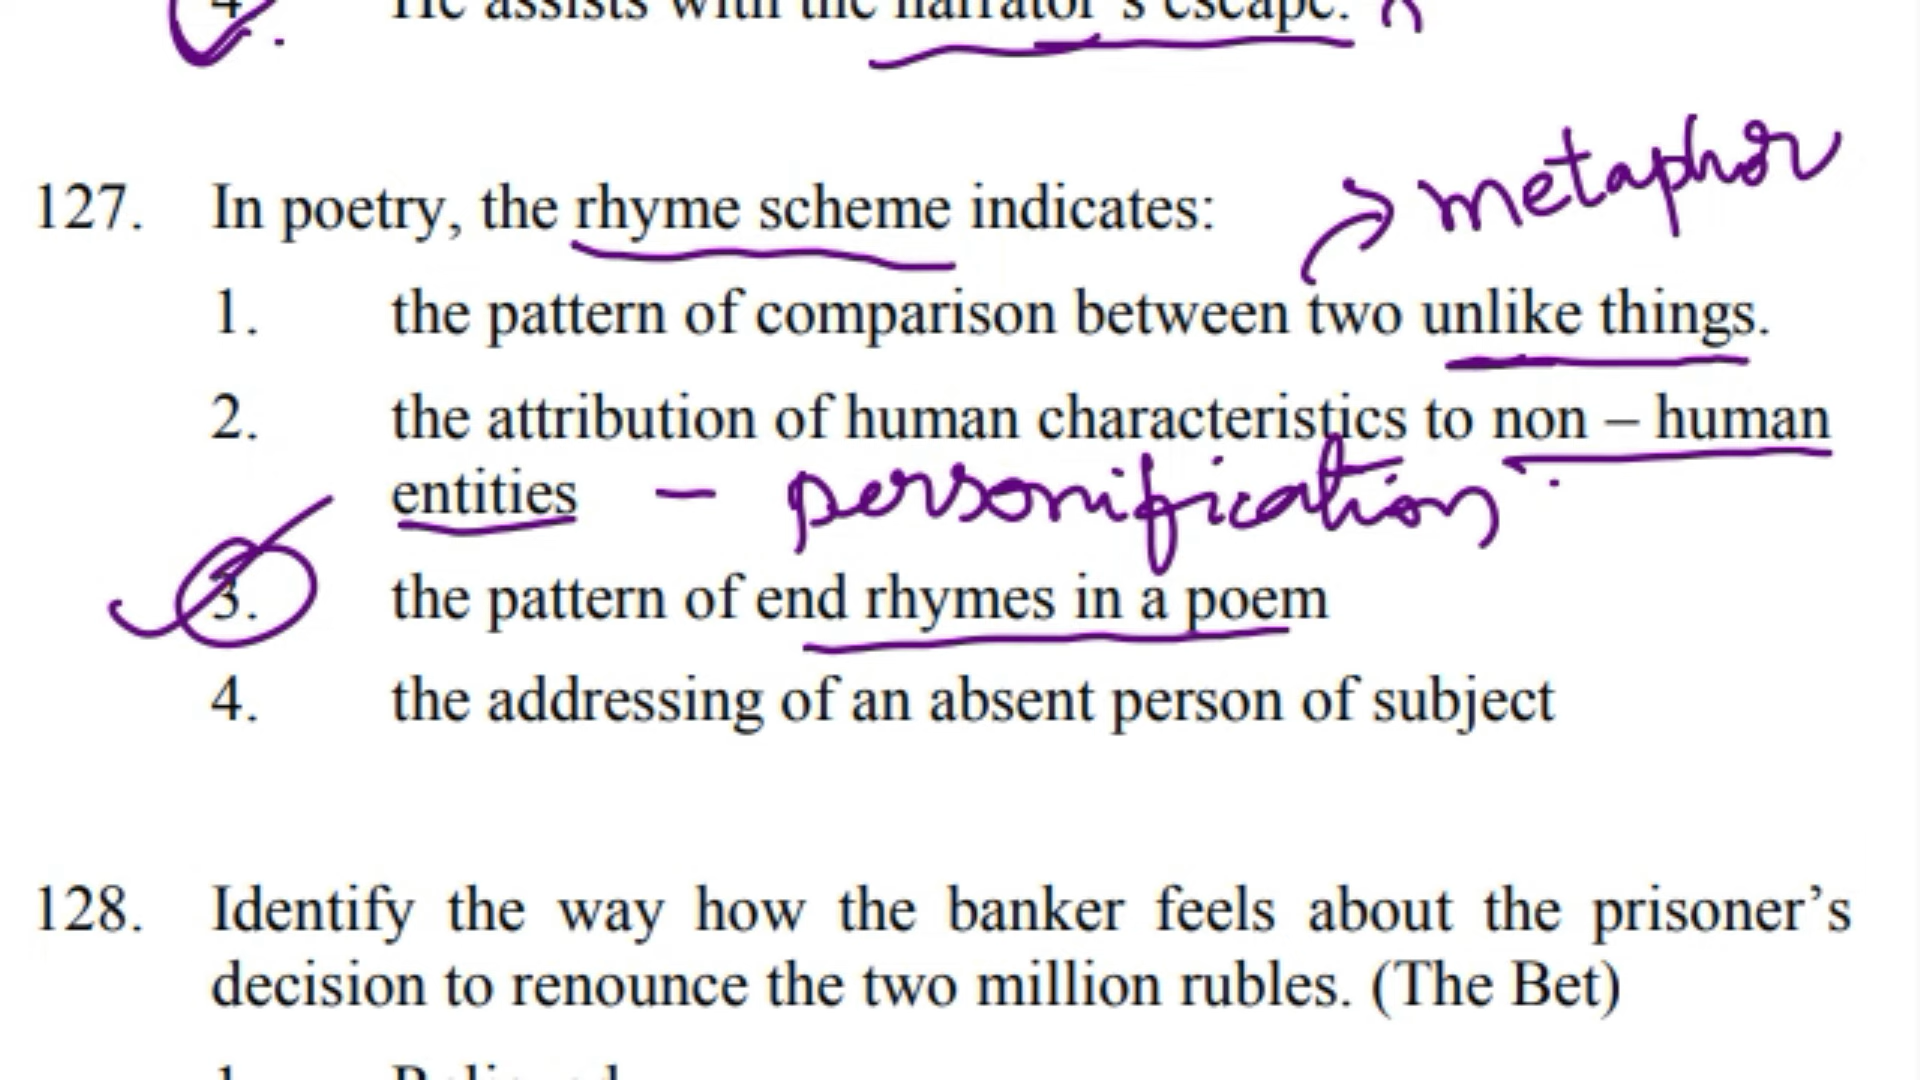 4. He assists with the narrator's escape.
127. In poetry, the rhyme scheme indicates:
metaphor
1. the pattern of comparison between two unlike things.
2. the attribution of human characteristics to non – human
entities – personification
3. the pattern of end rhymes in a poem
4. the addressing of an absent person of subject
128. Identify the way how the banker feels about the prisoner's
decision to renounce the two million rubles. (The Bet)
1. Relieved